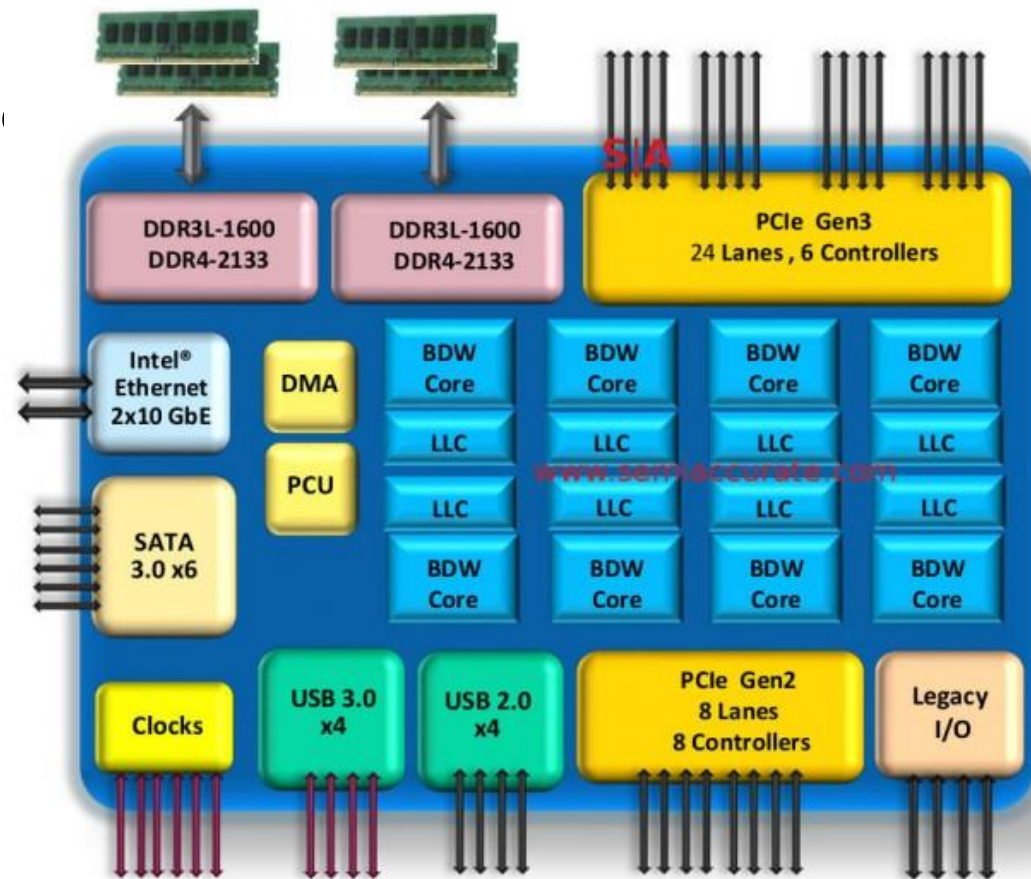 S|A
DDR3L-1600
DDR4-2133
DDR3L-1600
DDR4-2133
PCIe Gen3
24 Lanes , 6 Controllers
Intel®
Ethernet
2x10 GbE
DMA
PCU
SATA
3.0 x6
BDW
Core
BDW
Core
BDW
Core
BDW
Core
LLC
LLC
LLC
LLC
www.semiaccurate.com
LLC
LLC
LLC
LLC
BDW
Core
BDW
Core
BDW
Core
BDW
Core
Clocks
USB 3.0
x4
USB 2.0
x4
PCIe Gen2
8 Lanes
8 Controllers
Legacy
I/O